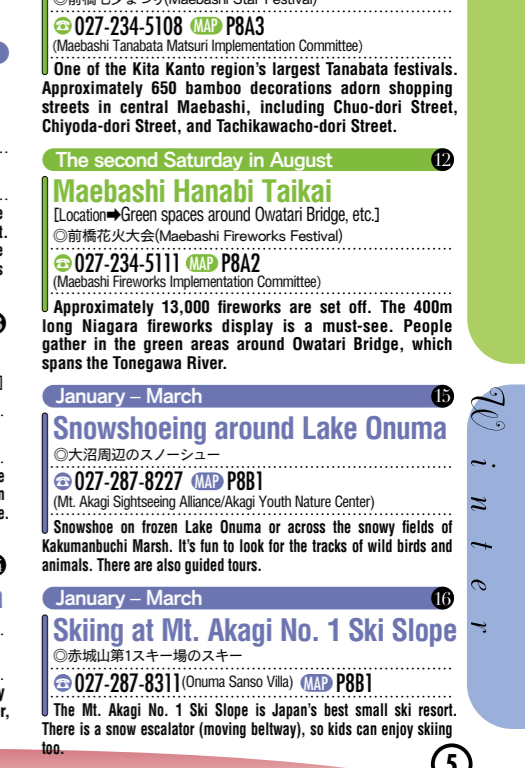 ◎前橋七夕まつり(Maebashi Star Festival)
☎027-234-5108 MAP P8A3
(Maebashi Tanabata Matsuri Implementation Committee)
One of the Kita Kanto region's largest Tanabata festivals.
Approximately 650 bamboo decorations adorn shopping
streets in central Maebashi, including Chuo-dori Street,
Chiyoda-dori Street, and Tachikawacho-dori Street.
The second Saturday in August 12
Maebashi Hanabi Taikai
[Location➡Green spaces around Owatari Bridge, etc.]
◎前橋花火大会(Maebashi Fireworks Festival)
☎027-234-5111 MAP P8A2
(Maebashi Fireworks Implementation Committee)
Approximately 13,000 fireworks are set off. The 400m
long Niagara fireworks display is a must-see. People
gather in the green areas around Owatari Bridge, which
spans the Tonegawa River.
January – March 15
Snowshoeing around Lake Onuma
◎大沼周辺のスノーシュー
☎027-287-8227 MAP P8B1
(Mt. Akagi Sightseeing Alliance/Akagi Youth Nature Center)
Snowshoe on frozen Lake Onuma or across the snowy fields of
Kakumanbuchi Marsh. It's fun to look for the tracks of wild birds and
animals. There are also guided tours.
January – March 16
Skiing at Mt. Akagi No. 1 Ski Slope
◎赤城山第1スキー場のスキー
☎027-287-8311(Onuma Sanso Villa) MAP P8B1
The Mt. Akagi No. 1 Ski Slope is Japan's best small ski resort.
There is a snow escalator (moving beltway), so kids can enjoy skiing
too.
Winter
5